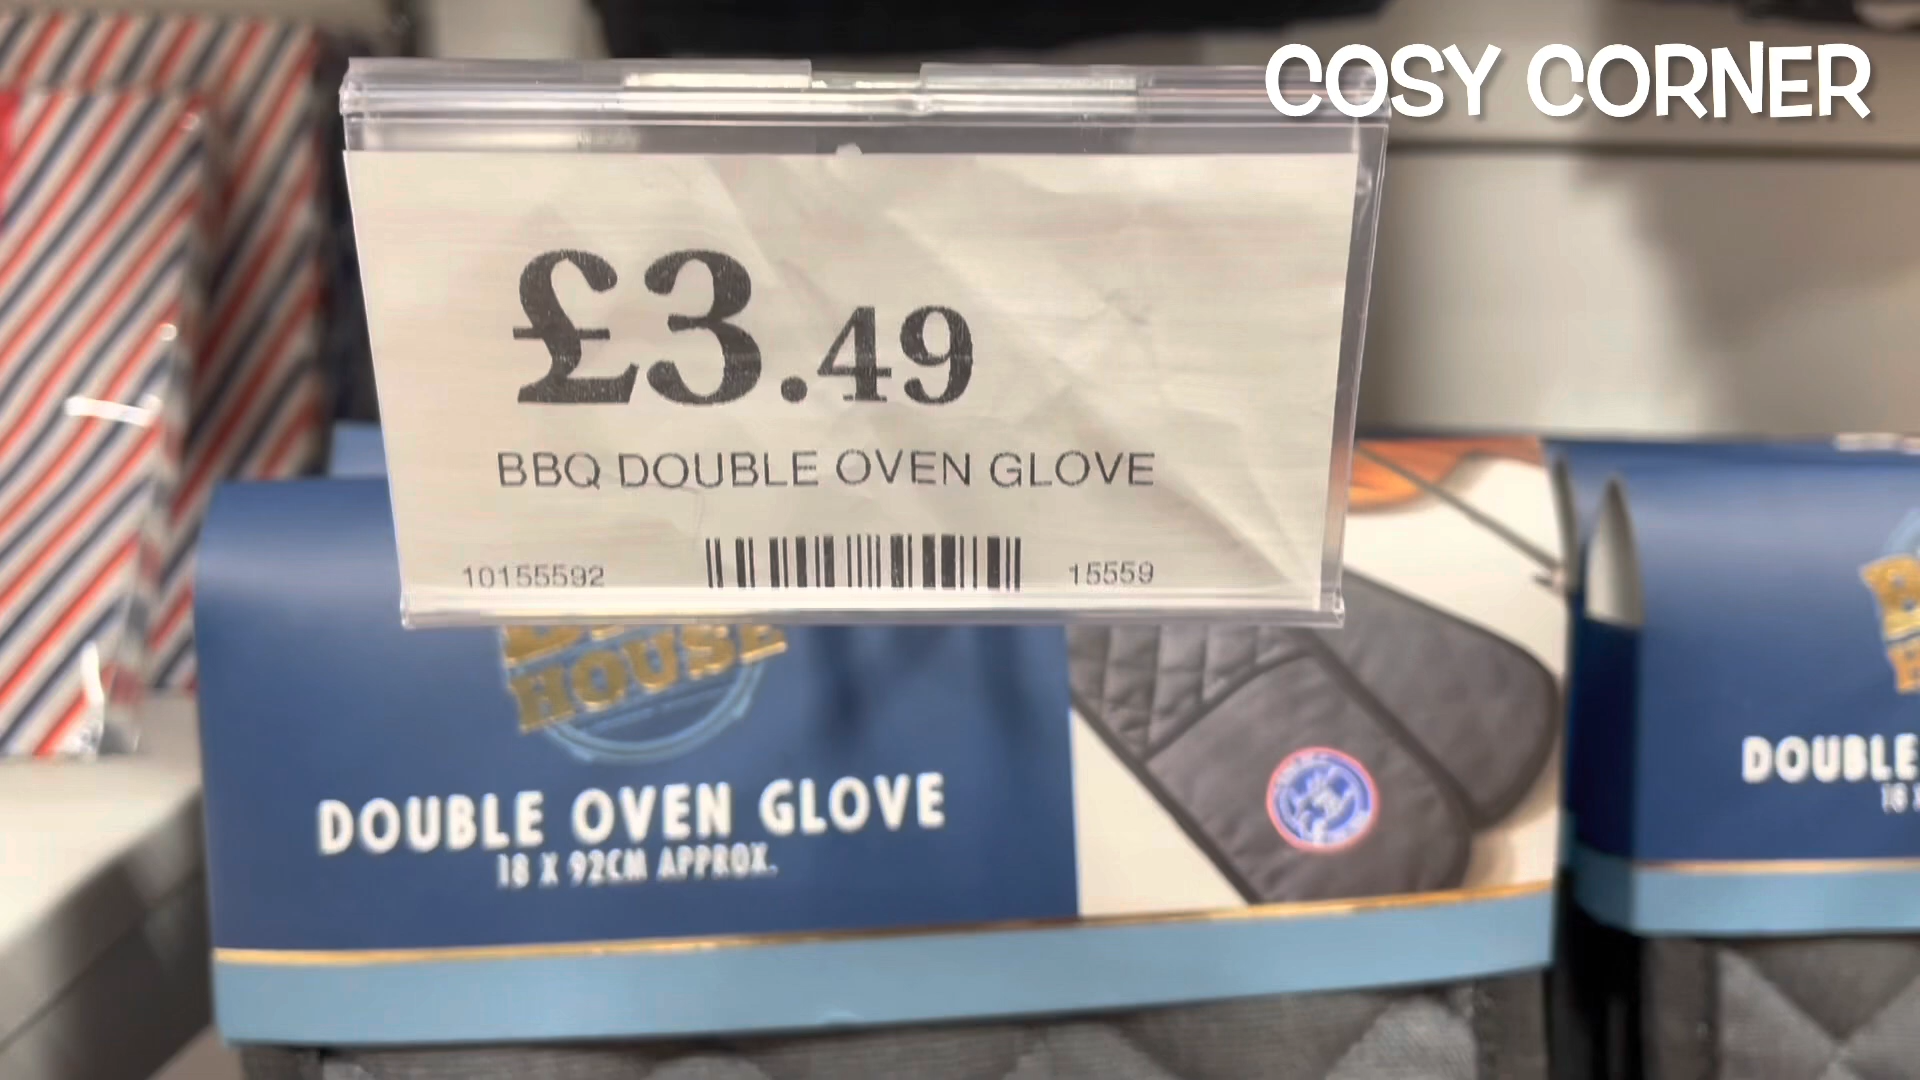 COSY CORNER
£3.49
BBQ DOUBLE OVEN GLOVE
10155592
15559
HOUSE
DOUBLE OVEN GLOVE
18 X 92CM APPROX.
DOUBLE